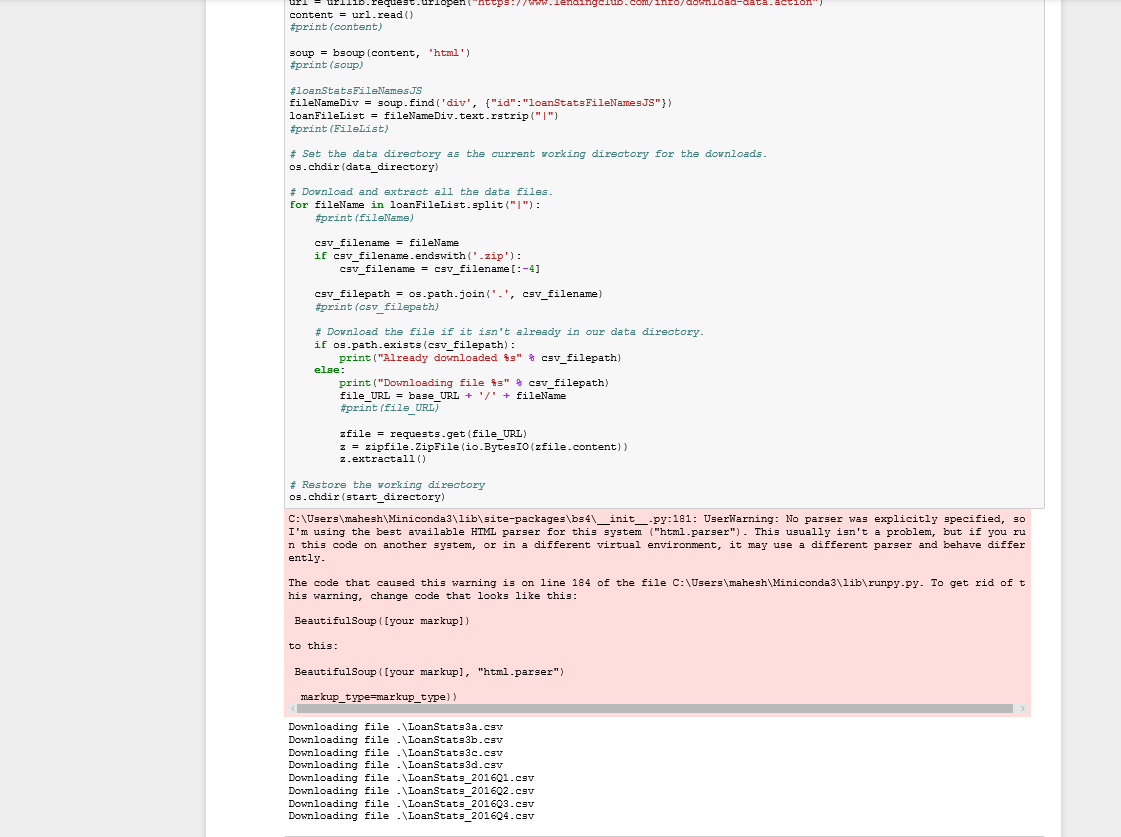 url = urllib.request.urlopen("https://www.lendingclub.com/info/download-data.action")
content = url.read()
#print(content)
soup = bsoup(content, 'html')
#print(soup)
#loanStatsFileNamesJS
fileNameDiv = soup.find('div', {"id":"loanStatsFileNamesJS"})
loanFileList = fileNameDiv.text.rstrip("|")
#print(FileList)
# Set the data directory as the current working directory for the downloads.
os.chdir(data_directory)
# Download and extract all the data files.
for fileName in loanFileList.split("|"):
#print(fileName)
csv_filename = fileName
if csv_filename.endswith('.zip'):
csv_filename = csv_filename[:-4]
csv_filepath = os.path.join('.', csv_filename)
#print(csv_filepath)
# Download the file if it isn't already in our data directory.
if os.path.exists(csv_filepath):
print("Already downloaded %s" % csv_filepath)
else:
print("Downloading file %s" % csv_filepath)
file_URL = base_URL + '/' + fileName
#print(file_URL)
zfile = requests.get(file_URL)
z = zipfile.ZipFile(io.BytesIO(zfile.content))
z.extractall()
# Restore the working directory
os.chdir(start_directory)
C:\Users\mahesh\Miniconda3\lib\site-packages\bs4\__init__.py:181: UserWarning: No parser was explicitly specified, so
I'm using the best available HTML parser for this system ("html.parser"). This usually isn't a problem, but if you ru
n this code on another system, or in a different virtual environment, it may use a different parser and behave differ
ently.
The code that caused this warning is on line 184 of the file C:\Users\mahesh\Miniconda3\lib\runpy.py. To get rid of t
his warning, change code that looks like this:
BeautifulSoup([your markup])
to this:
BeautifulSoup([your markup], "html.parser")
markup_type=markup_type))
Downloading file .\LoanStats3a.csv
Downloading file .\LoanStats3b.csv
Downloading file .\LoanStats3c.csv
Downloading file .\LoanStats3d.csv
Downloading file .\LoanStats_2016Q1.csv
Downloading file .\LoanStats_2016Q2.csv
Downloading file .\LoanStats_2016Q3.csv
Downloading file .\LoanStats_2016Q4.csv